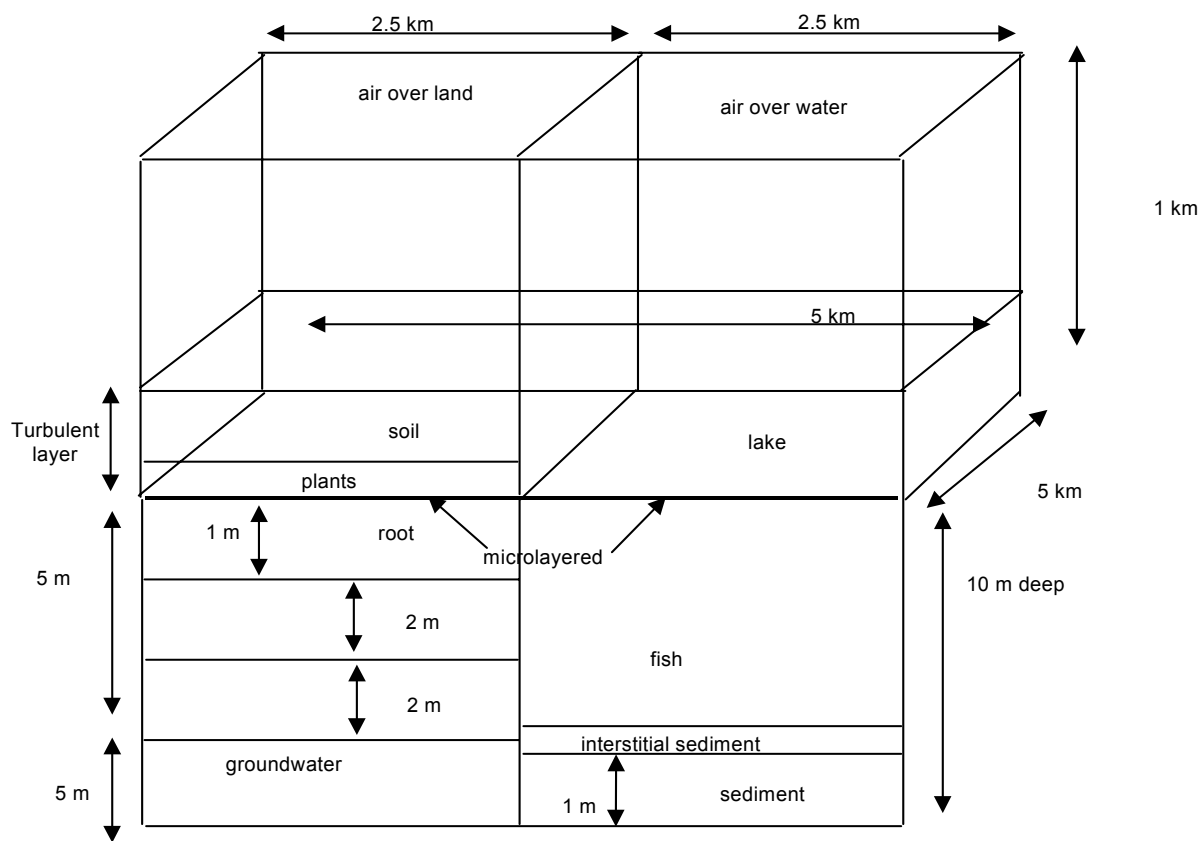 2.5 km
2.5 km
air over land
air over water
1 km
5 km
Turbulent
layer
soil
lake
plants
5 km
1 m
root
microlayered
5 m
10 m deep
2 m
fish
2 m
interstitial sediment
groundwater
5 m
1 m
sediment